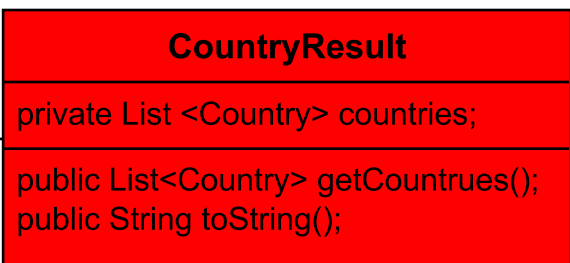 CountryResult
private List <Country> countries;
public List<Country> getCountrues();
public String toString();